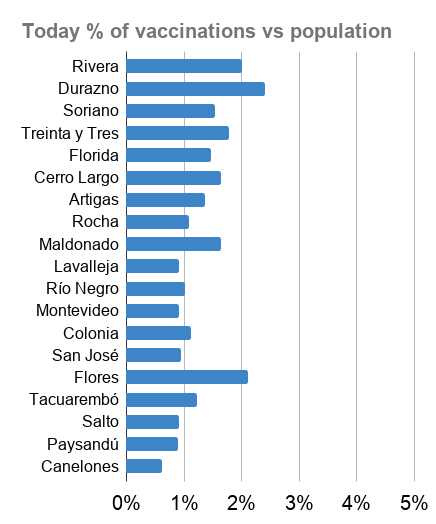 Today % of vaccinations vs population
Rivera
Durazno
Soriano
Treinta y Tres
Florida
Cerro Largo
Artigas
Rocha
Maldonado
Lavalleja
Río Negro
Montevideo
Colonia
San José
Flores
Tacuarembó
Salto
Paysandú
Canelones
0% 1% 2% 3% 4% 5%